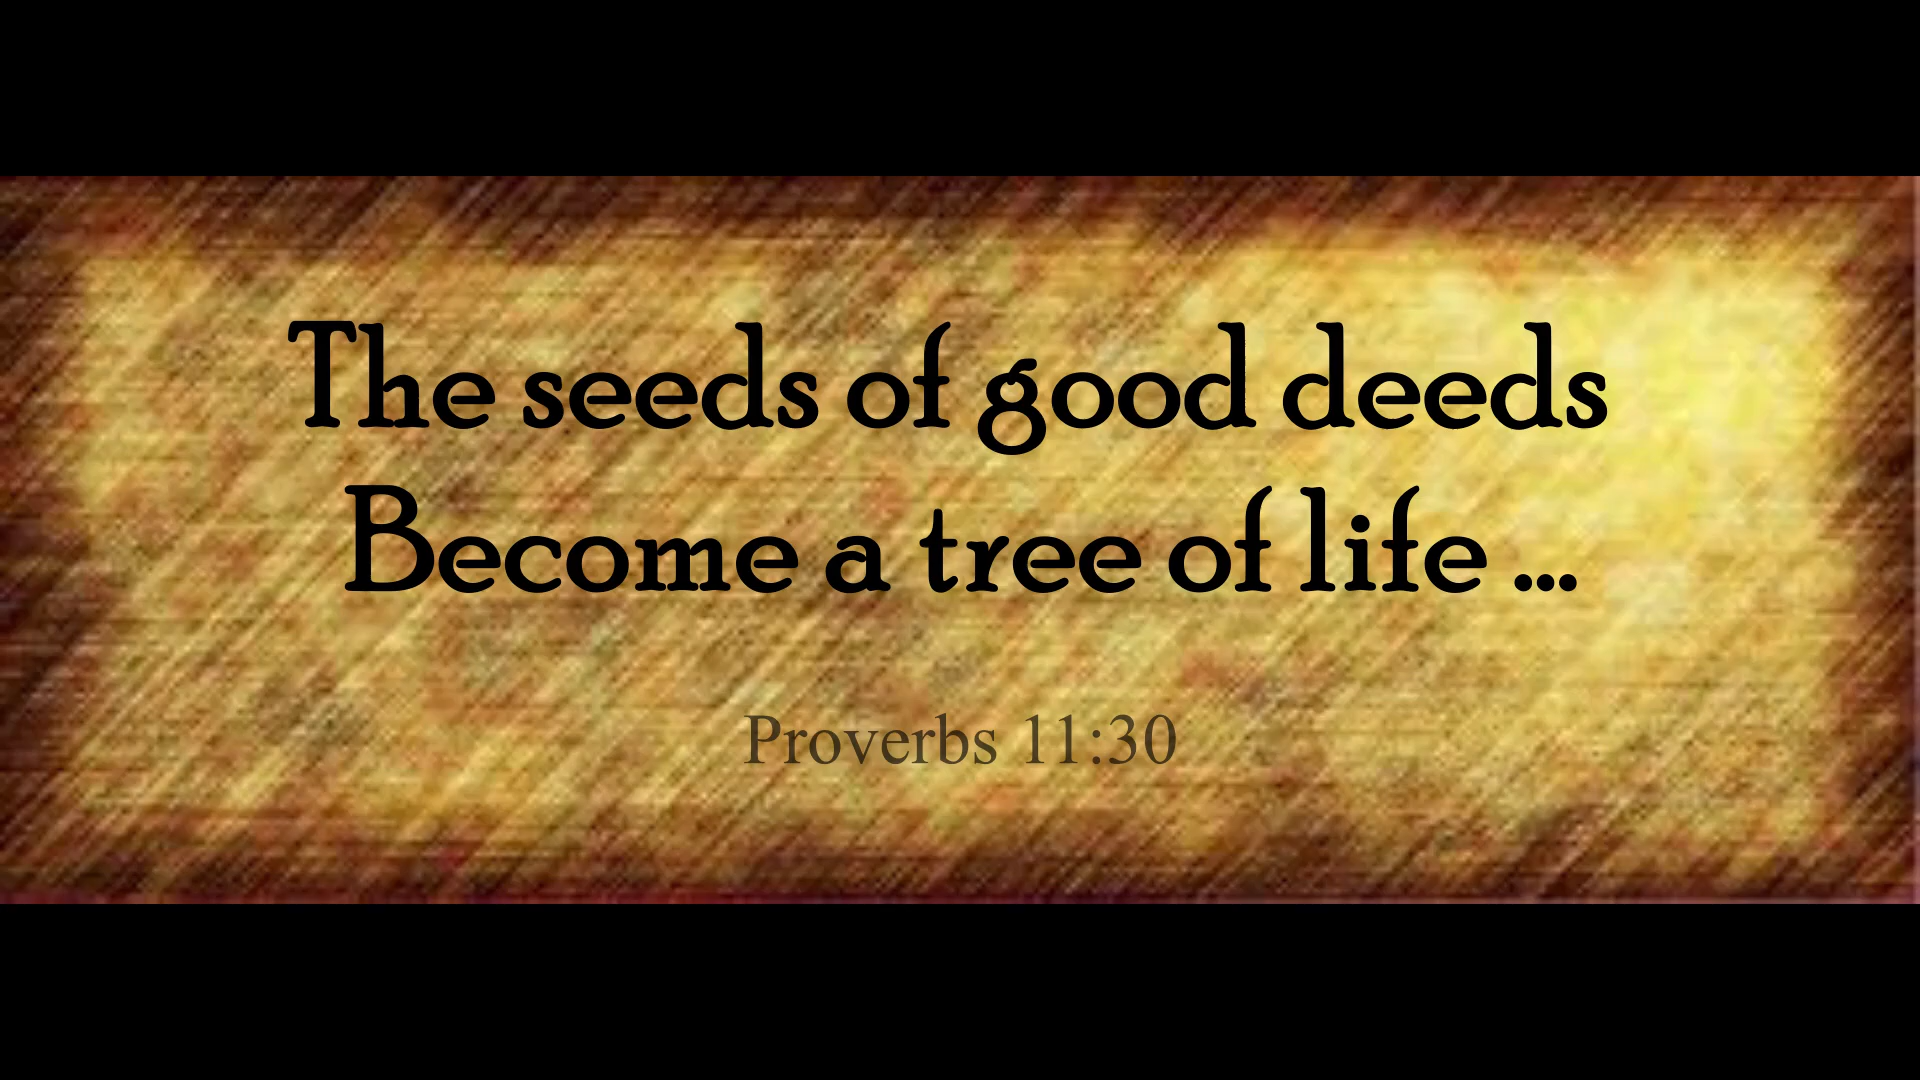 The seeds of good deeds
Become a tree of life ...
Proverbs 11:30